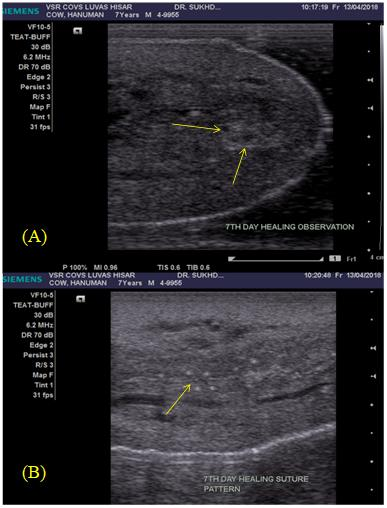 SIEMENS VSR COVS LUVAS HISAR DR. SUKHD... 10:17:19 Fr 13/04/2018
COW, HANUMAN 7Years M 4-9955
VF10-5
TEAT-BUFF
30 dB
6.2 MHz
DR 70 dB
Edge 2
Persist 3
R/S 3
Map F
Tint 1
31 fps
(A)
7TH DAY HEALING OBSERVATION
1 Fr1 4 cm
P 100% MI 0.96 TIS 0.6 TIB 0.6
SIEMENS VSR COVS LUVAS HISAR DR. SUKHD... 10:20:48 Fr 13/04/2018
COW, HANUMAN 7Years M 4-9955
VF10-5
TEAT-BUFF
30 dB
6.2 MHz
DR 70 dB
Edge 2
Persist 3
R/S 3
Map F
Tint 1
31 fps
(B)
7TH DAY HEALING SUTURE
PATTERN